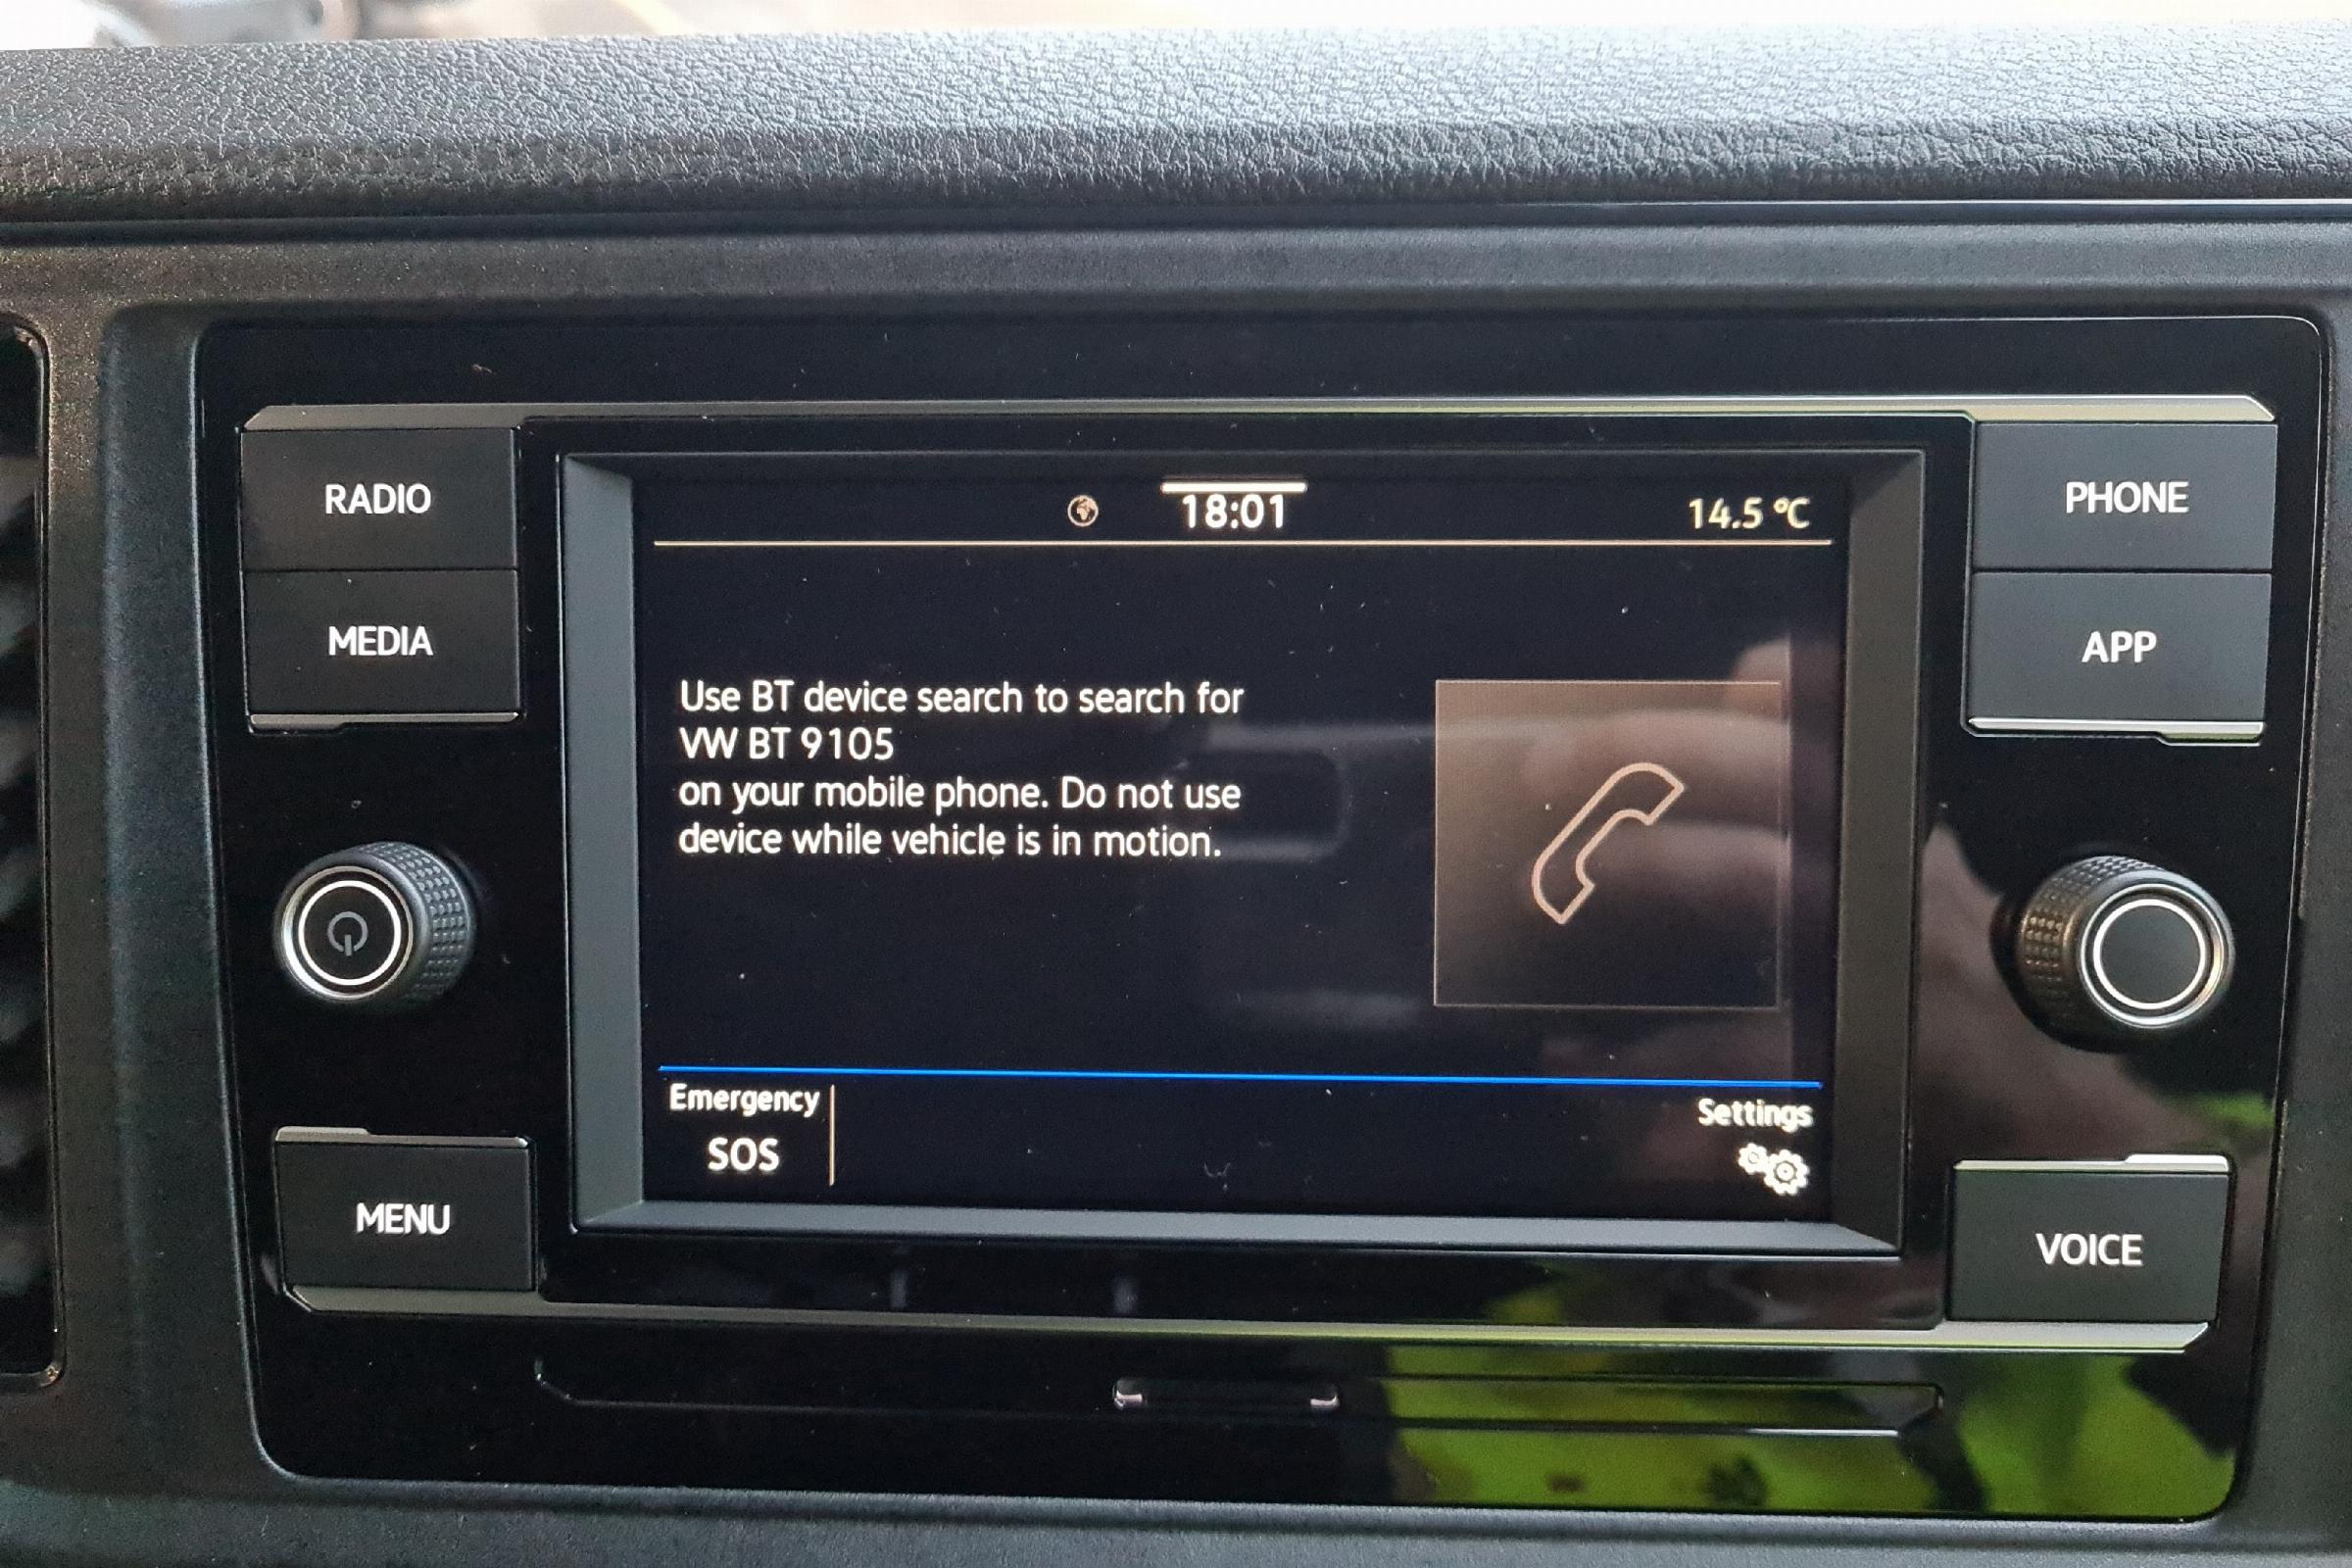 RADIO
MEDIA
MENU
18:01
14.5 °C
Use BT device search to search for
VW BT 9105
on your mobile phone. Do not use
device while vehicle is in motion.
Emergency
SOS
Settings
PHONE
APP
VOICE